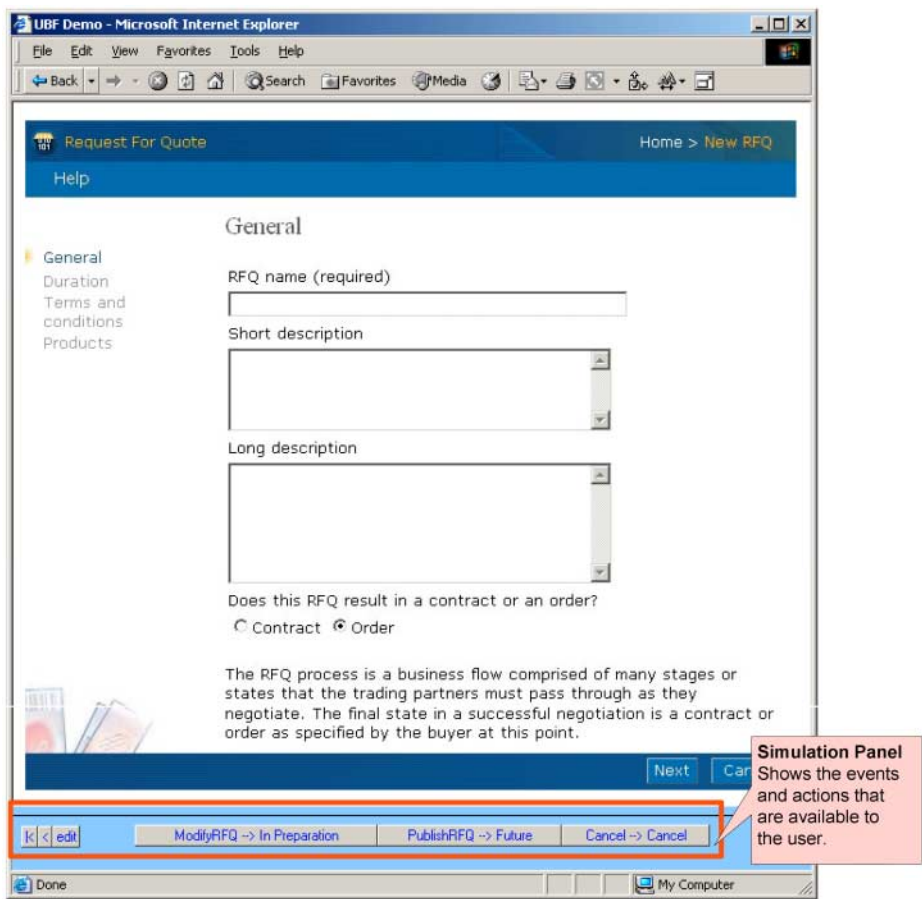 UBF Demo - Microsoft Internet Explorer
File Edit View Favorites Tools Help
Back Search Favorites Media
Request For Quote Home > New RFQ
Help
General
General
Duration
Terms and
conditions
Products
RFQ name (required)
Short description
Long description
Does this RFQ result in a contract or an order?
Contract Order
The RFQ process is a business flow comprised of many stages or
states that the trading partners must pass through as they
negotiate. The final state in a successful negotiation is a contract or
order as specified by the buyer at this point.
Next
Simulation Panel
Shows the events
and actions that
are available to
the user.
|< < edit ModifyRFQ --> In Preparation PublishRFQ --> Future Cancel --> Cancel
Done My Computer